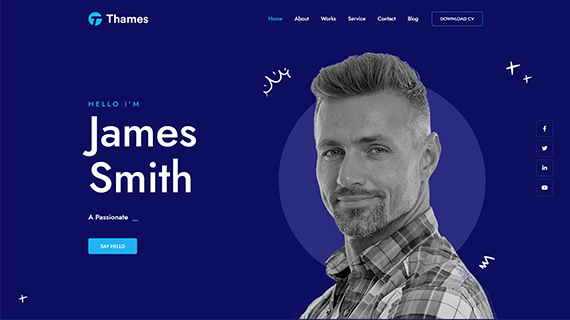 Thames
Home About Works Service Contact Blog DOWNLOAD CV
HELLO I'M
James
Smith
A Passionate _
SAY HELLO